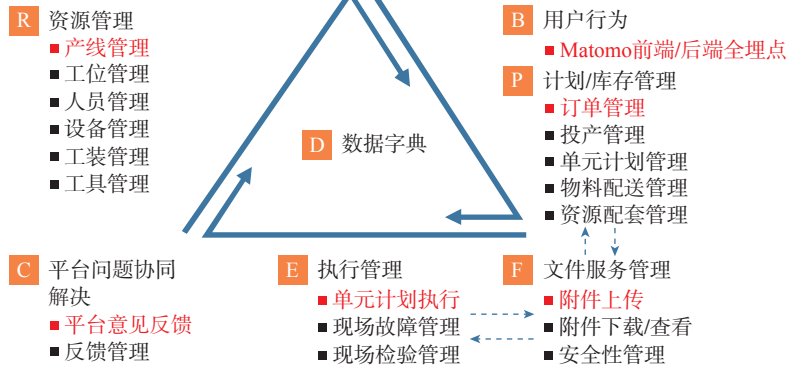 R 资源管理
■ 产线管理
■ 工位管理
■ 人员管理
■ 设备管理
■ 工装管理
■ 工具管理
B 用户行为
■ Matomo前端/后端全埋点
P 计划/库存管理
■ 订单管理
■ 投产管理
■ 单元计划管理
■ 物料配送管理
■ 资源配套管理
D 数据字典
C 平台问题协同
解决
■ 平台意见反馈
■ 反馈管理
E 执行管理
■ 单元计划执行
■ 现场故障管理
■ 现场检验管理
F 文件服务管理
■ 附件上传
■ 附件下载/查看
■ 安全性管理